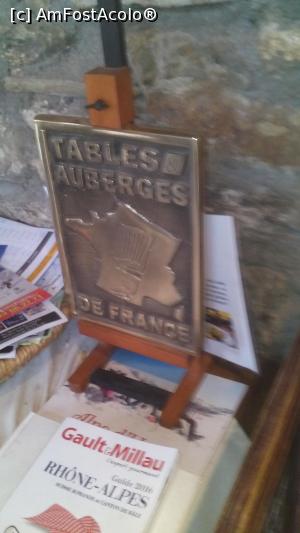 [c] AmFostAcolo®
TABLES
AUBERGES
DE FRANCE
Gault&Millau
Guide 2016
RHÔNE-ALPES